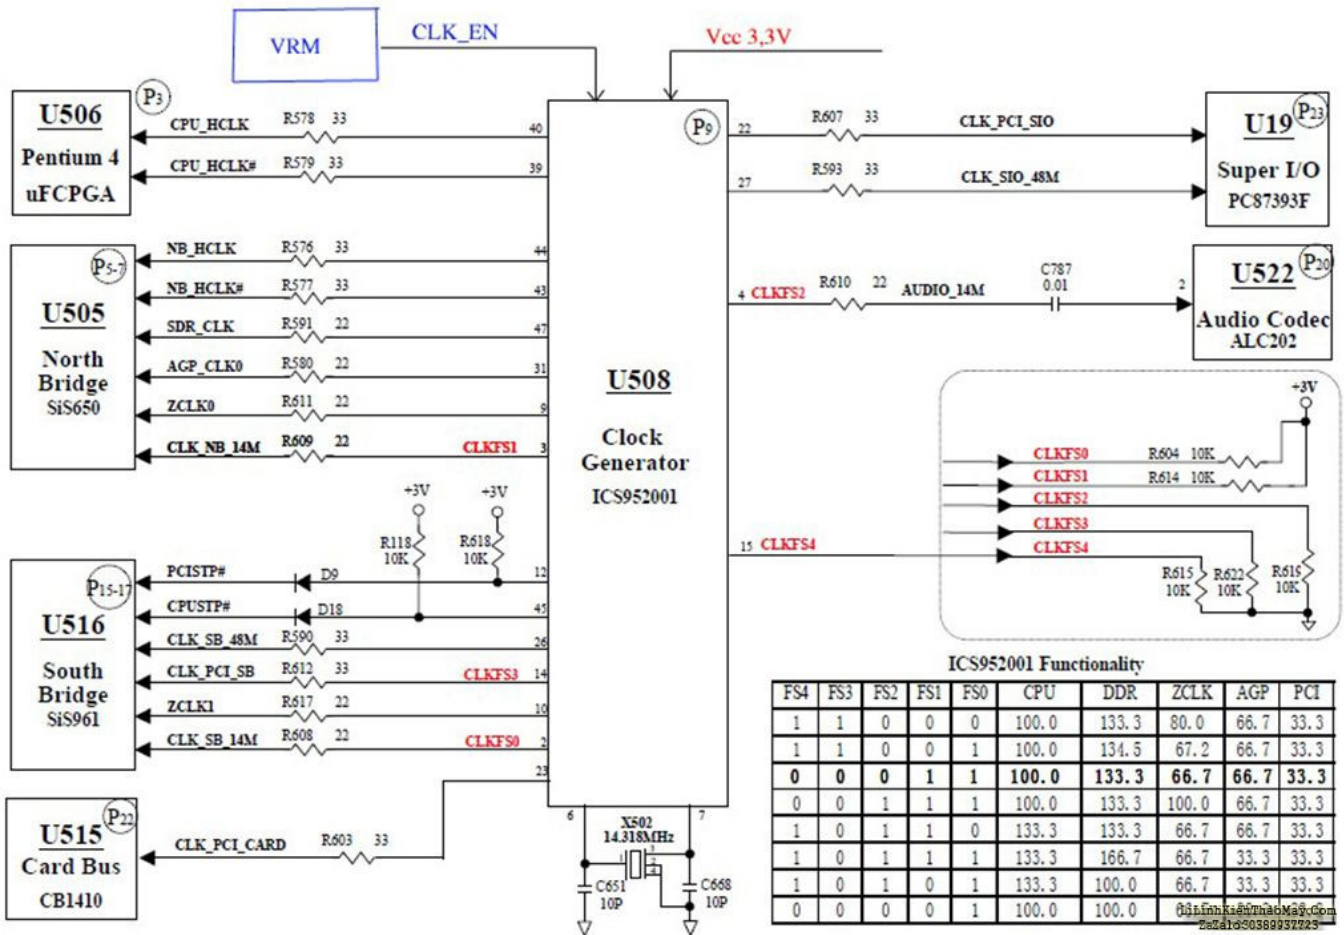 VRM
CLK_EN
Vcc 3,3V
P3
U506
Pentium 4
uFCPGA
CPU_HCLK R578 33 40
CPU_HCLK# R579 33 39
P5-7
U505
North
Bridge
SiS650
NB_HCLK R576 33 44
NB_HCLK# R577 33 43
SDR_CLK R591 22 47
AGP_CLK0 R580 22 31
ZCLK0 R611 22 9
CLK_NB_14M R609 22 CLKFS1 3
+3V +3V
R118 10K
R618 10K
P15-17
U516
South
Bridge
SiS961
PCISTP# D9 12
CPUSTP# D18 45
CLK_SB_48M R590 33 26
CLK_PCI_SB R612 33 CLKFS3 14
ZCLK1 R617 22 10
CLK_SB_14M R608 22 CLKFS0 2
23
P22
U515
Card Bus
CB1410
CLK_PCI_CARD R603 33
P9
U508
Clock
Generator
ICS952001
6 7
X502
14.318MHz
1 3
2
4
C651
10P
C668
10P
22 R607 33 CLK_PCI_SIO
27 R593 33 CLK_SIO_48M
P23
U19
Super I/O
PC87393F
4 CLKFS2 R610 22 AUDIO_14M C787 0.01 2
P20
U522
Audio Codec
ALC202
15 CLKFS4
+3V
CLKFS0 R604 10K
CLKFS1 R614 10K
CLKFS2
CLKFS3
CLKFS4
R615 10K
R622 10K
R619 10K
ICS952001 Functionality
FS4 FS3 FS2 FS1 FS0 CPU DDR ZCLK AGP PCI
1 1 0 0 0 100.0 133.3 80.0 66.7 33.3
1 1 0 0 1 100.0 134.5 67.2 66.7 33.3
0 0 0 1 1 100.0 133.3 66.7 66.7 33.3
0 0 1 1 1 100.0 133.3 100.0 66.7 33.3
1 0 1 1 0 133.3 133.3 66.7 66.7 33.3
1 0 1 1 1 133.3 166.7 66.7 33.3 33.3
1 0 1 0 1 133.3 100.0 66.7 33.3 33.3
0 0 0 0 1 100.0 100.0